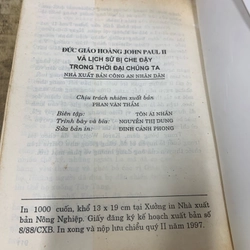 ĐỨC GIÁO HOÀNG JOHN PAUL II
VÀ LỊCH SỬ BỊ CHE ĐẬY
TRONG THỜI ĐẠI CHÚNG TA
NHÀ XUẤT BẢN CÔNG AN NHÂN DÂN
Chịu trách nhiệm xuất bản
PHAN VĂN THẨM
Biên tập: TÔN ÁI NHÂN
Trình bày và bìa: NGUYỄN THI DUNG
Sửa bản in: ĐINH CÁNH PHONG
In 1000 cuốn, khổ 13 x 19 cm tại Xưởng in Nhà xuất
bản Nông Nghiệp. Giấy đăng ký kế hoạch xuất bản số
8/88/CXB. In xong và nộp lưu chiểu quý II năm 1997.